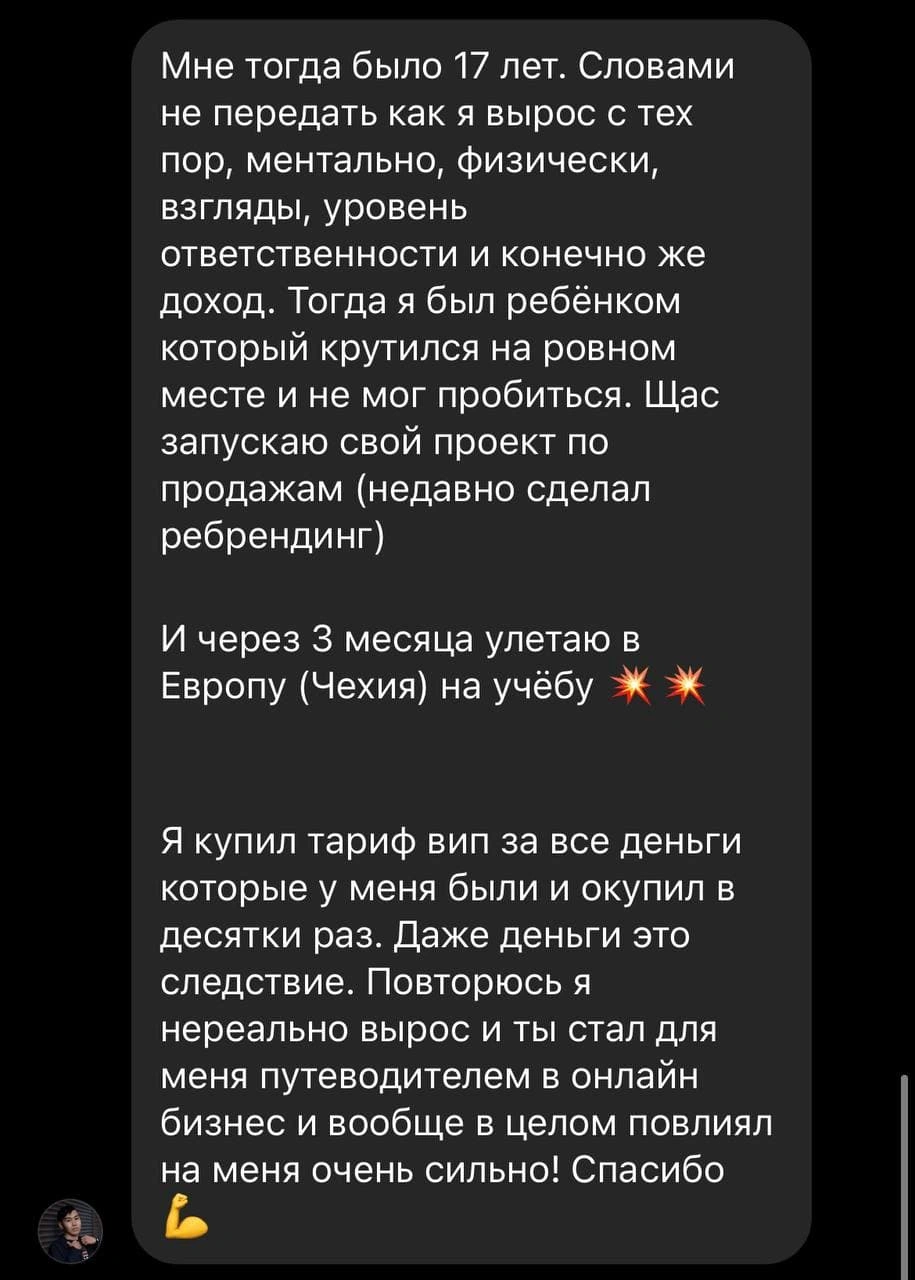 Мне тогда было 17 лет. Словами
не передать как я вырос с тех
пор, ментально, физически,
взгляды, уровень
ответственности и конечно же
доход. Тогда я был ребёнком
который крутился на ровном
месте и не мог пробиться. Щас
запускаю свой проект по
продажам (недавно сделал
ребрендинг)
И через 3 месяца улетаю в
Европу (Чехия) на учёбу 💥 💥
Я купил тариф вип за все деньги
которые у меня были и окупил в
десятки раз. Даже деньги это
следствие. Повторюсь я
нереально вырос и ты стал для
меня путеводителем в онлайн
бизнес и вообще в целом повлиял
на меня очень сильно! Спасибо
💪